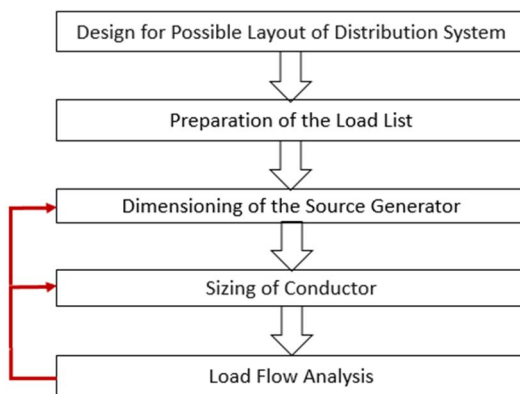 Design for Possible Layout of Distribution System
Preparation of the Load List
Dimensioning of the Source Generator
Sizing of Conductor
Load Flow Analysis